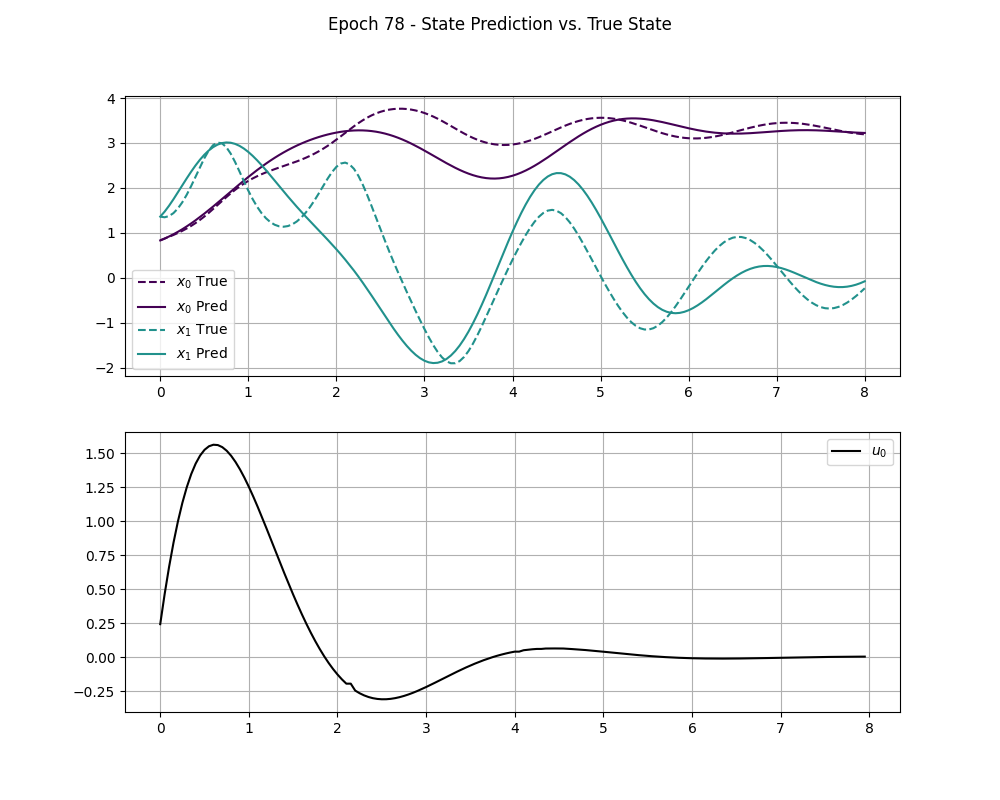 Epoch 78 - State Prediction vs. True State
4
3
2
1
0
−1
−2
x₀ True
x₀ Pred
x₁ True
x₁ Pred
0 1 2 3 4 5 6 7 8
1.50
1.25
1.00
0.75
0.50
0.25
0.00
−0.25
u₀
0 1 2 3 4 5 6 7 8